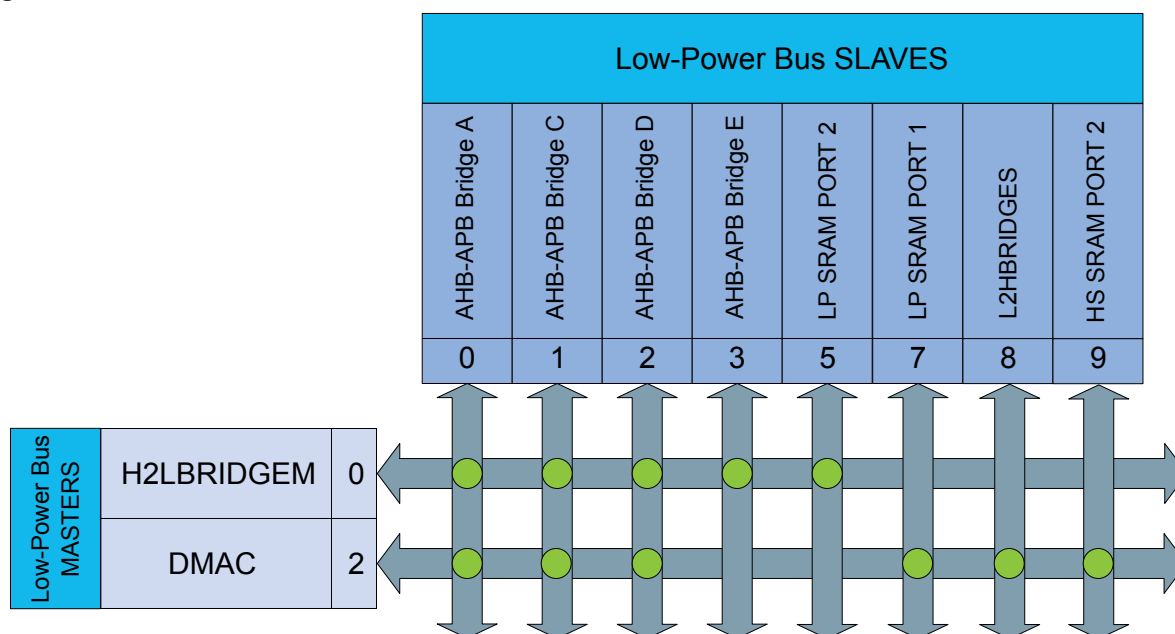 Low-Power Bus SLAVES
AHB-APB Bridge A
AHB-APB Bridge C
AHB-APB Bridge D
AHB-APB Bridge E
LP SRAM PORT 2
LP SRAM PORT 1
L2HBRIDGES
HS SRAM PORT 2
0 1 2 3 5 7 8 9
Low-Power Bus
MASTERS
H2LBRIDGEM 0
DMAC 2